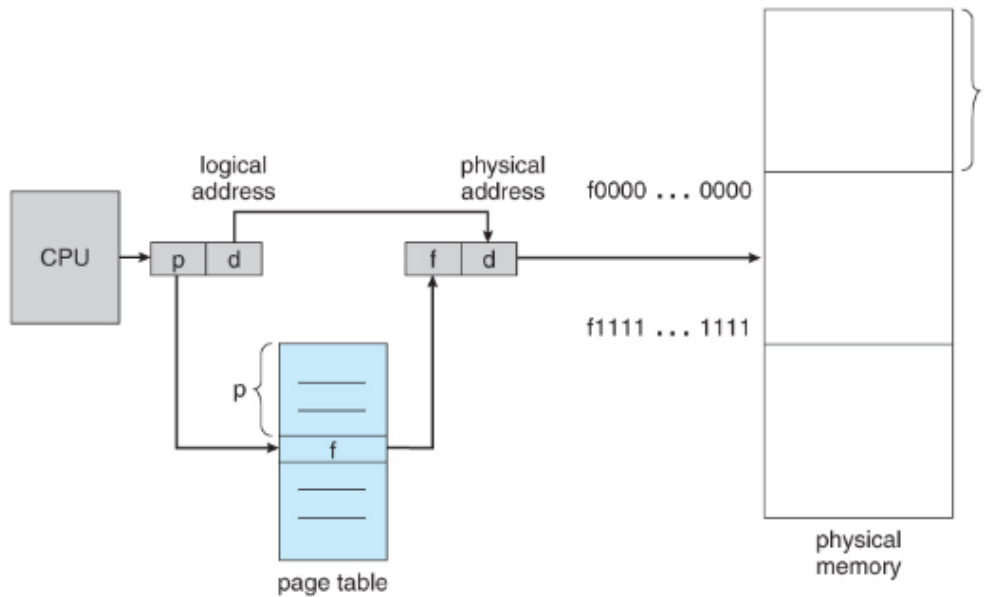 logical
address
physical
address
f0000 ... 0000
CPU
p
d
f
d
f1111 ... 1111
p
f
page table
physical
memory